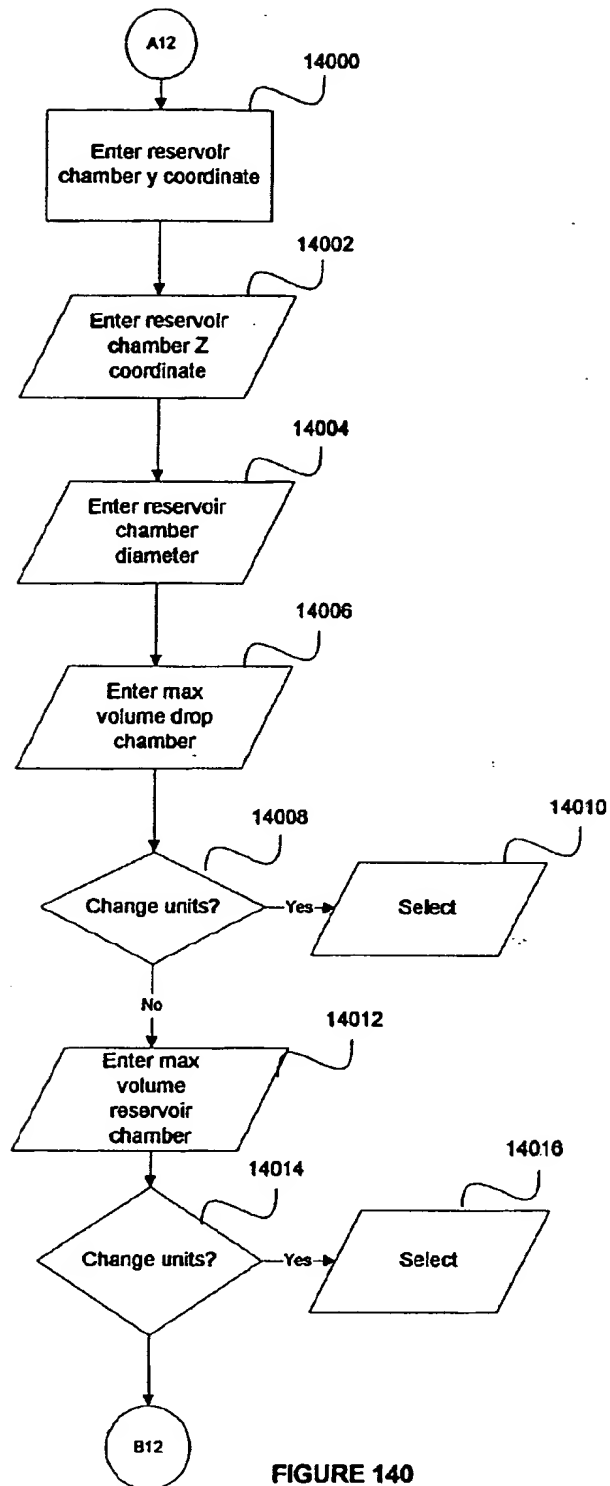 A12
14000
Enter reservoir
chamber y coordinate
14002
Enter reservoir
chamber Z
coordinate
14004
Enter reservoir
chamber
diameter
14006
Enter max
volume drop
chamber
14008
Change units?
Yes
14010
Select
No
14012
Enter max
volume
reservoir
chamber
14014
Change units?
Yes
14016
Select
B12
FIGURE 140